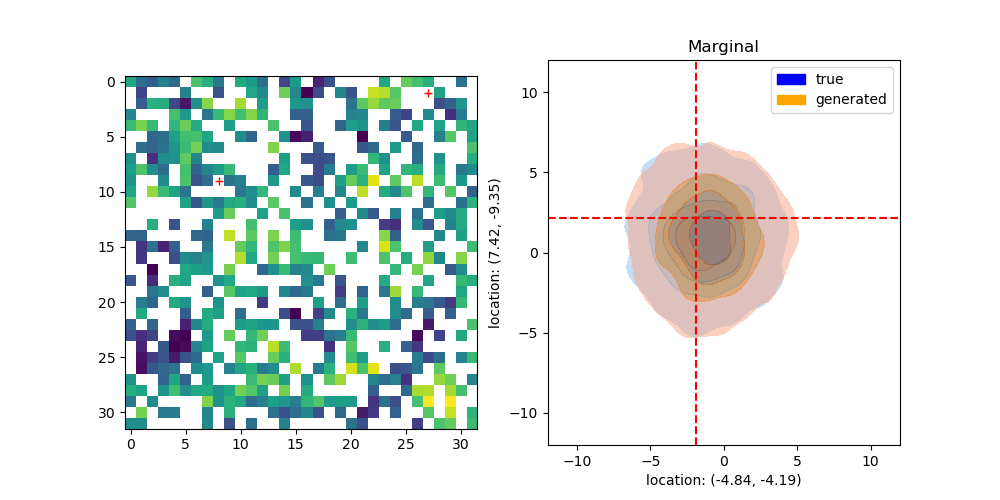 Marginal
0
5
10
15
20
25
30
0 5 10 15 20 25 30
location: (7.42, -9.35)
10
5
0
−5
−10
true
generated
−10 −5 0 5 10
location: (-4.84, -4.19)